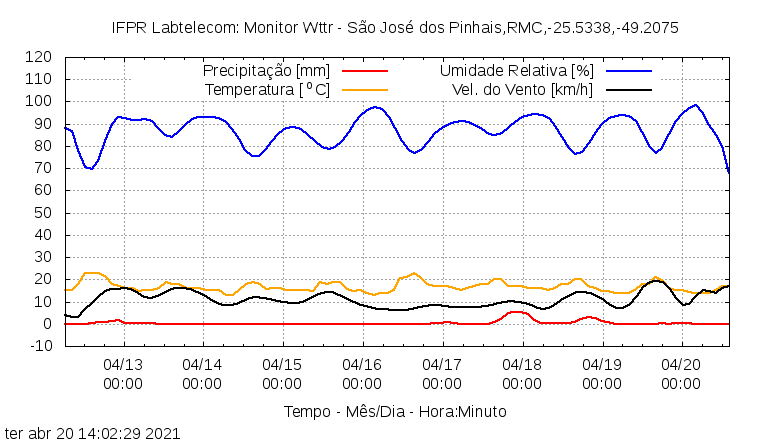 IFPR Labtelecom: Monitor Wttr - São José dos Pinhais,RMC,-25.5338,-49.2075
120
110
100
90
80
70
60
50
40
30
20
10
0
-10
Precipitação [mm]
Temperatura [⁰C]
Umidade Relativa [%]
Vel. do Vento [km/h]
04/13 04/14 04/15 04/16 04/17 04/18 04/19 04/20
00:00 00:00 00:00 00:00 00:00 00:00 00:00 00:00
Tempo - Mês/Dia - Hora:Minuto
ter abr 20 14:02:29 2021